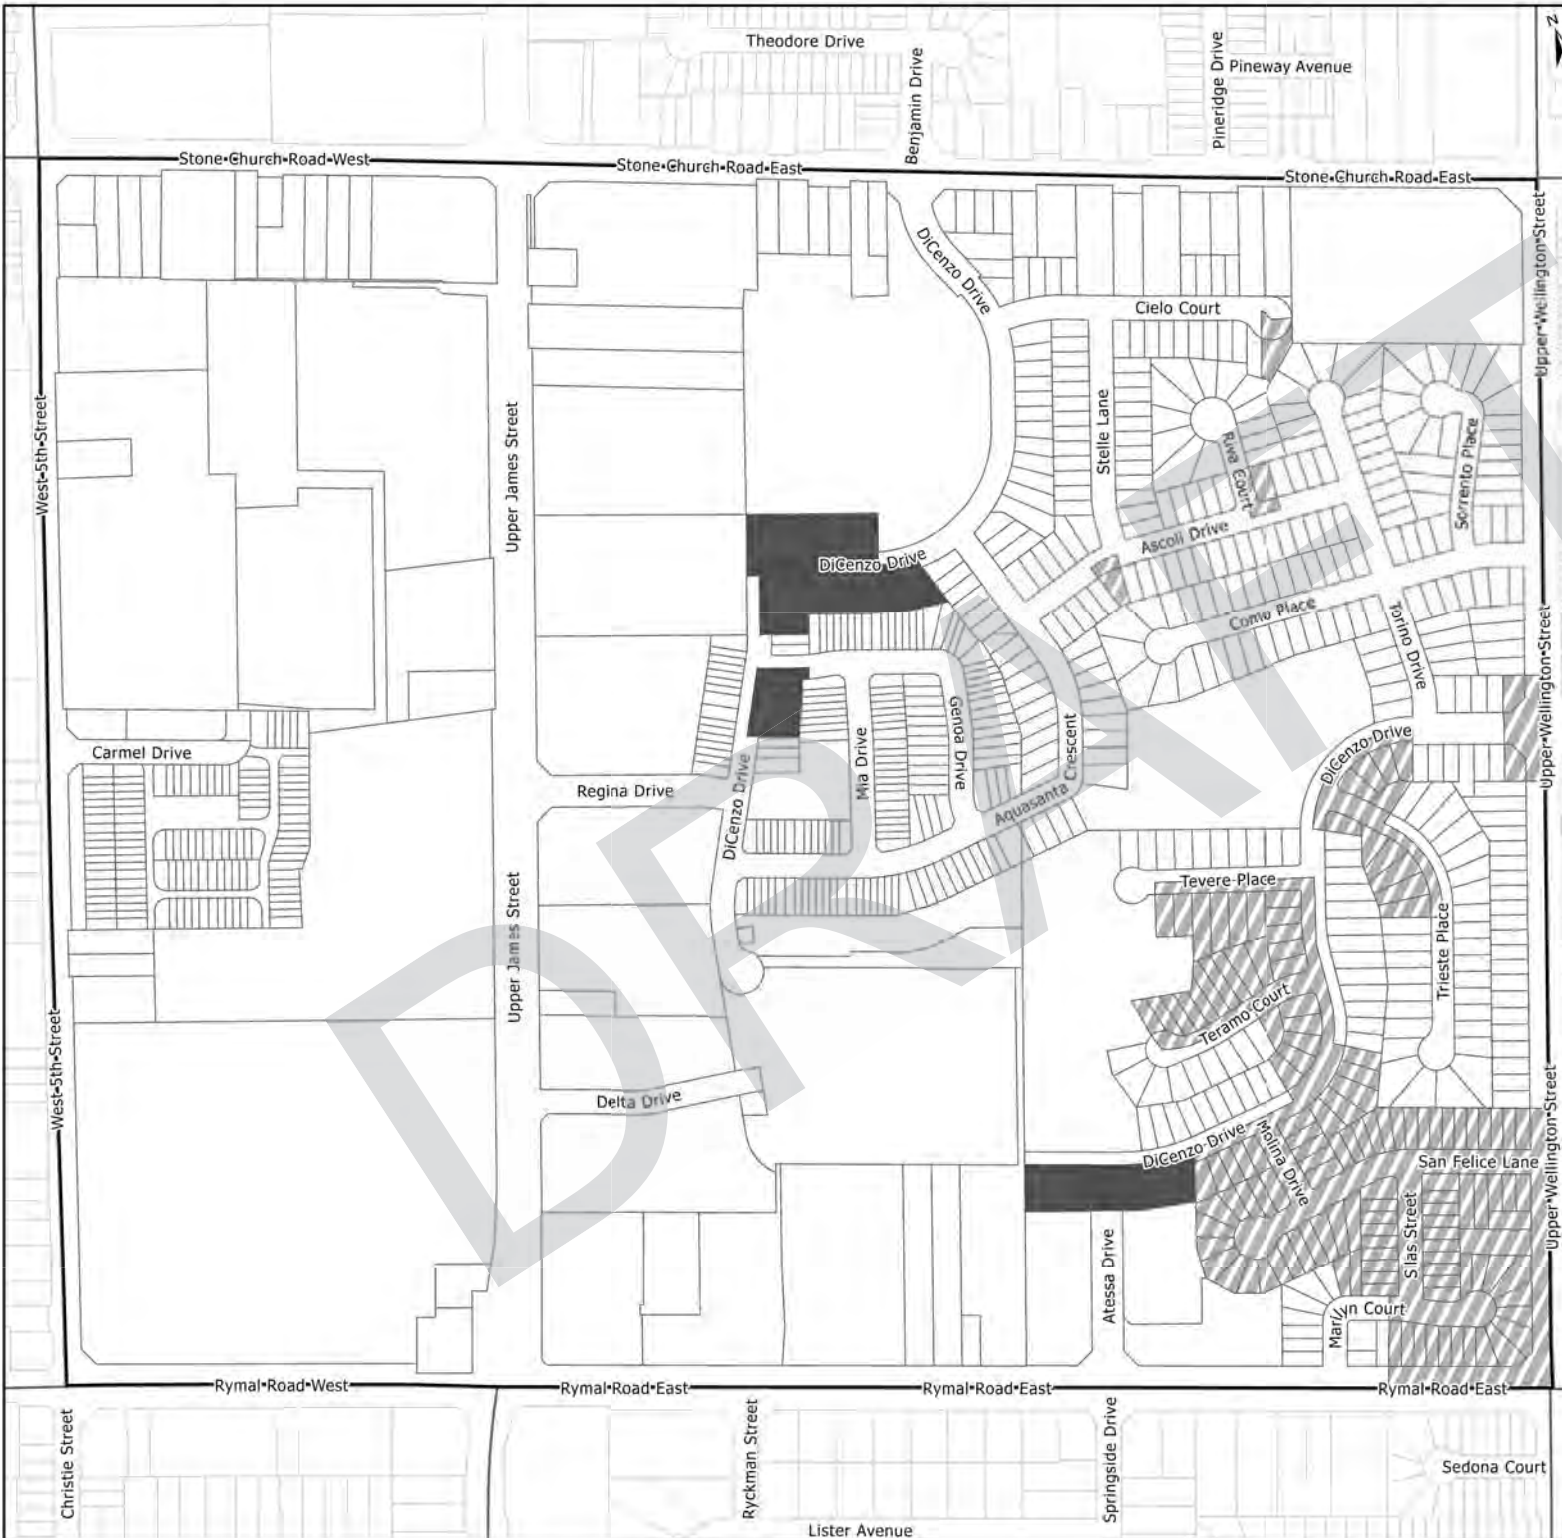 Theodore Drive
Benjamin Drive
Pineridge Drive
Pineway Avenue
Z
Stone Church Road West
Stone Church Road East
Stone Church Road East
DiCenzo Drive
Cielo Court
Upper Wellington Street
West 5th Street
Upper James Street
Stelle Lane
Riva Court
Sorrento Place
Ascoli Drive
DiCenzo Drive
Como Place
Torino Drive
Upper Wellington Street
Carmel Drive
Regina Drive
DiCenzo Drive
Mia Drive
Genoa Drive
Aquasanta Crescent
DiCenzo Drive
Tevere Place
Trieste Place
Upper James Street
Teramo Court
West 5th Street
Delta Drive
DiCenzo Drive
Molina Drive
San Felice Lane
Upper Wellington Street
Silas Street
Atessa Drive
Marilyn Court
DRAFT
Rymal Road West
Rymal Road East
Rymal Road East
Rymal Road East
Christie Street
Ryckman Street
Springside Drive
Sedona Court
Lister Avenue